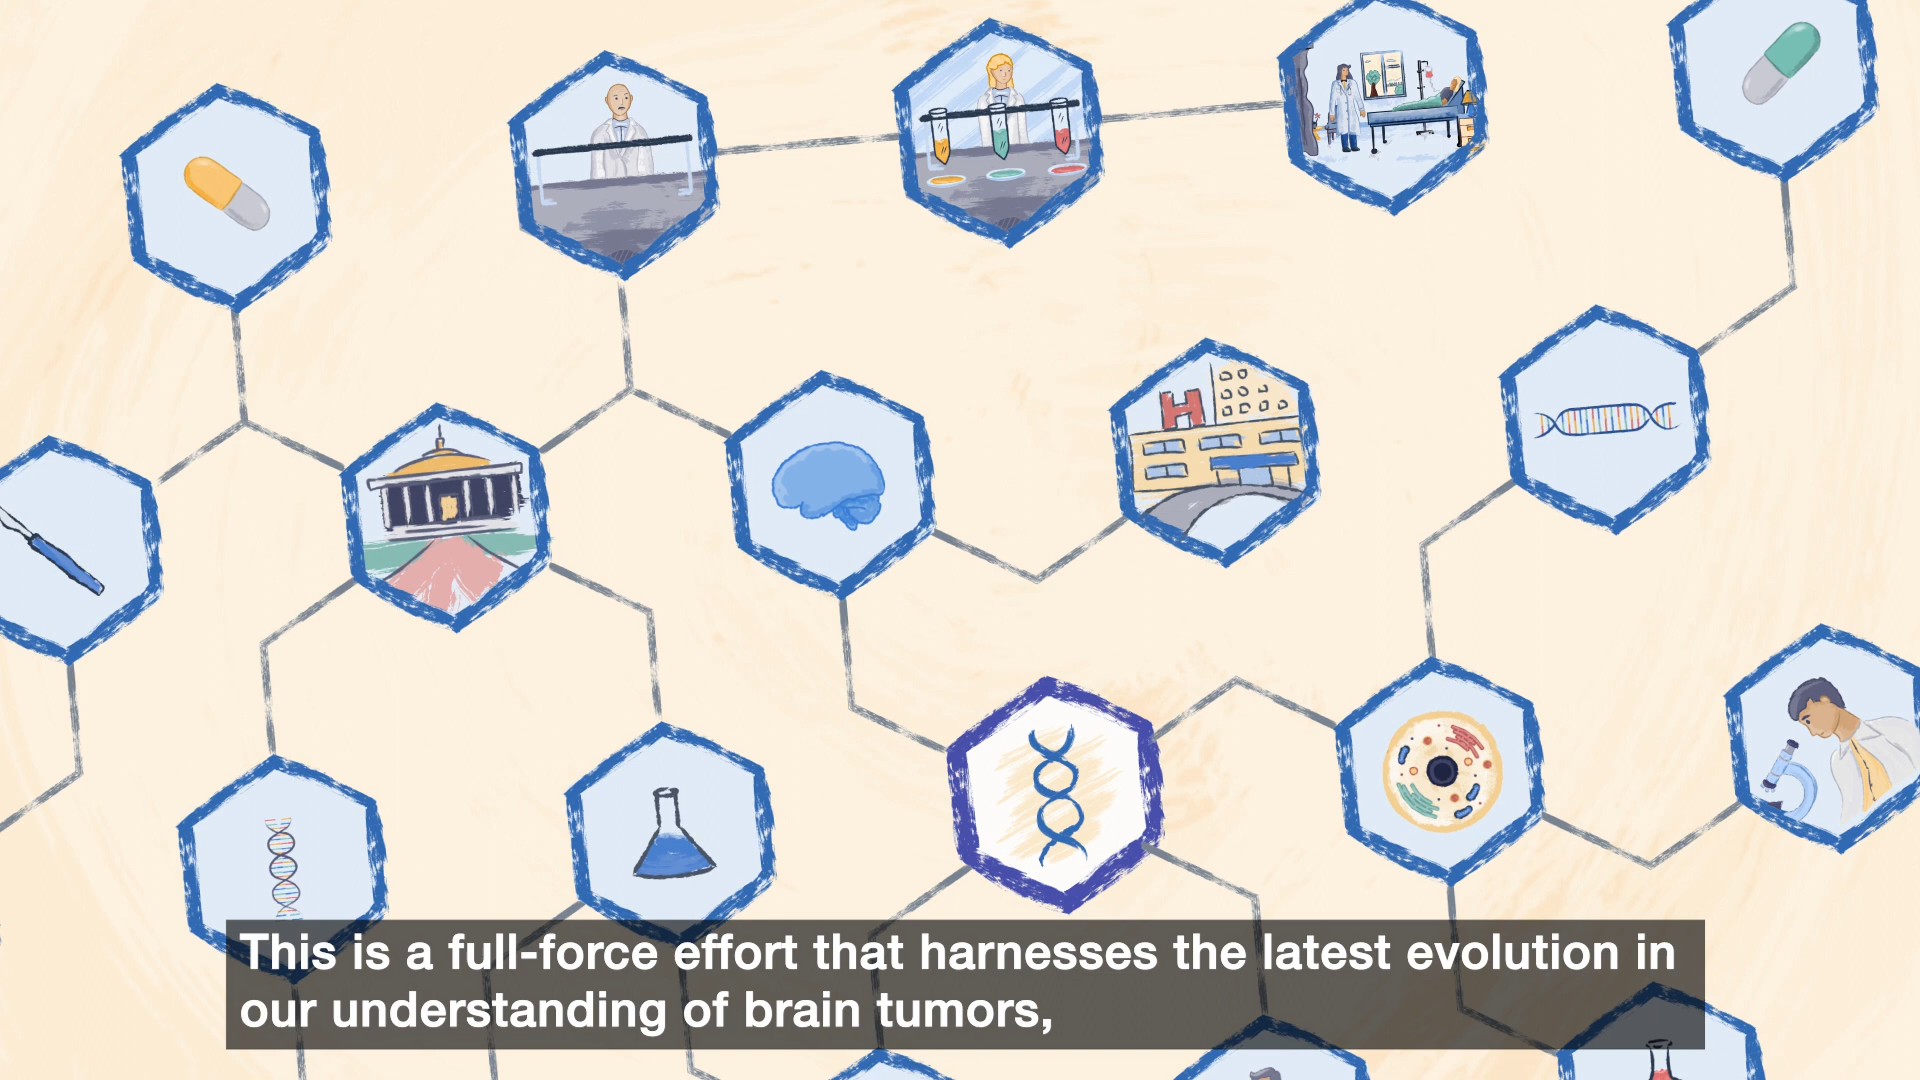 H
This is a full-force effort that harnesses the latest evolution in
our understanding of brain tumors,